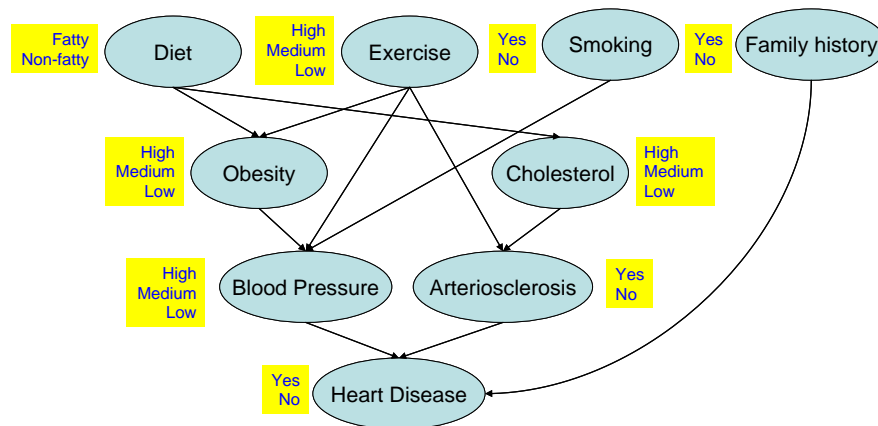 Fatty
Non-fatty
Diet
High
Medium
Low
Exercise
Yes
No
Smoking
Yes
No
Family history
High
Medium
Low
Obesity
Cholesterol
High
Medium
Low
High
Medium
Low
Blood Pressure
Arteriosclerosis
Yes
No
Yes
No
Heart Disease